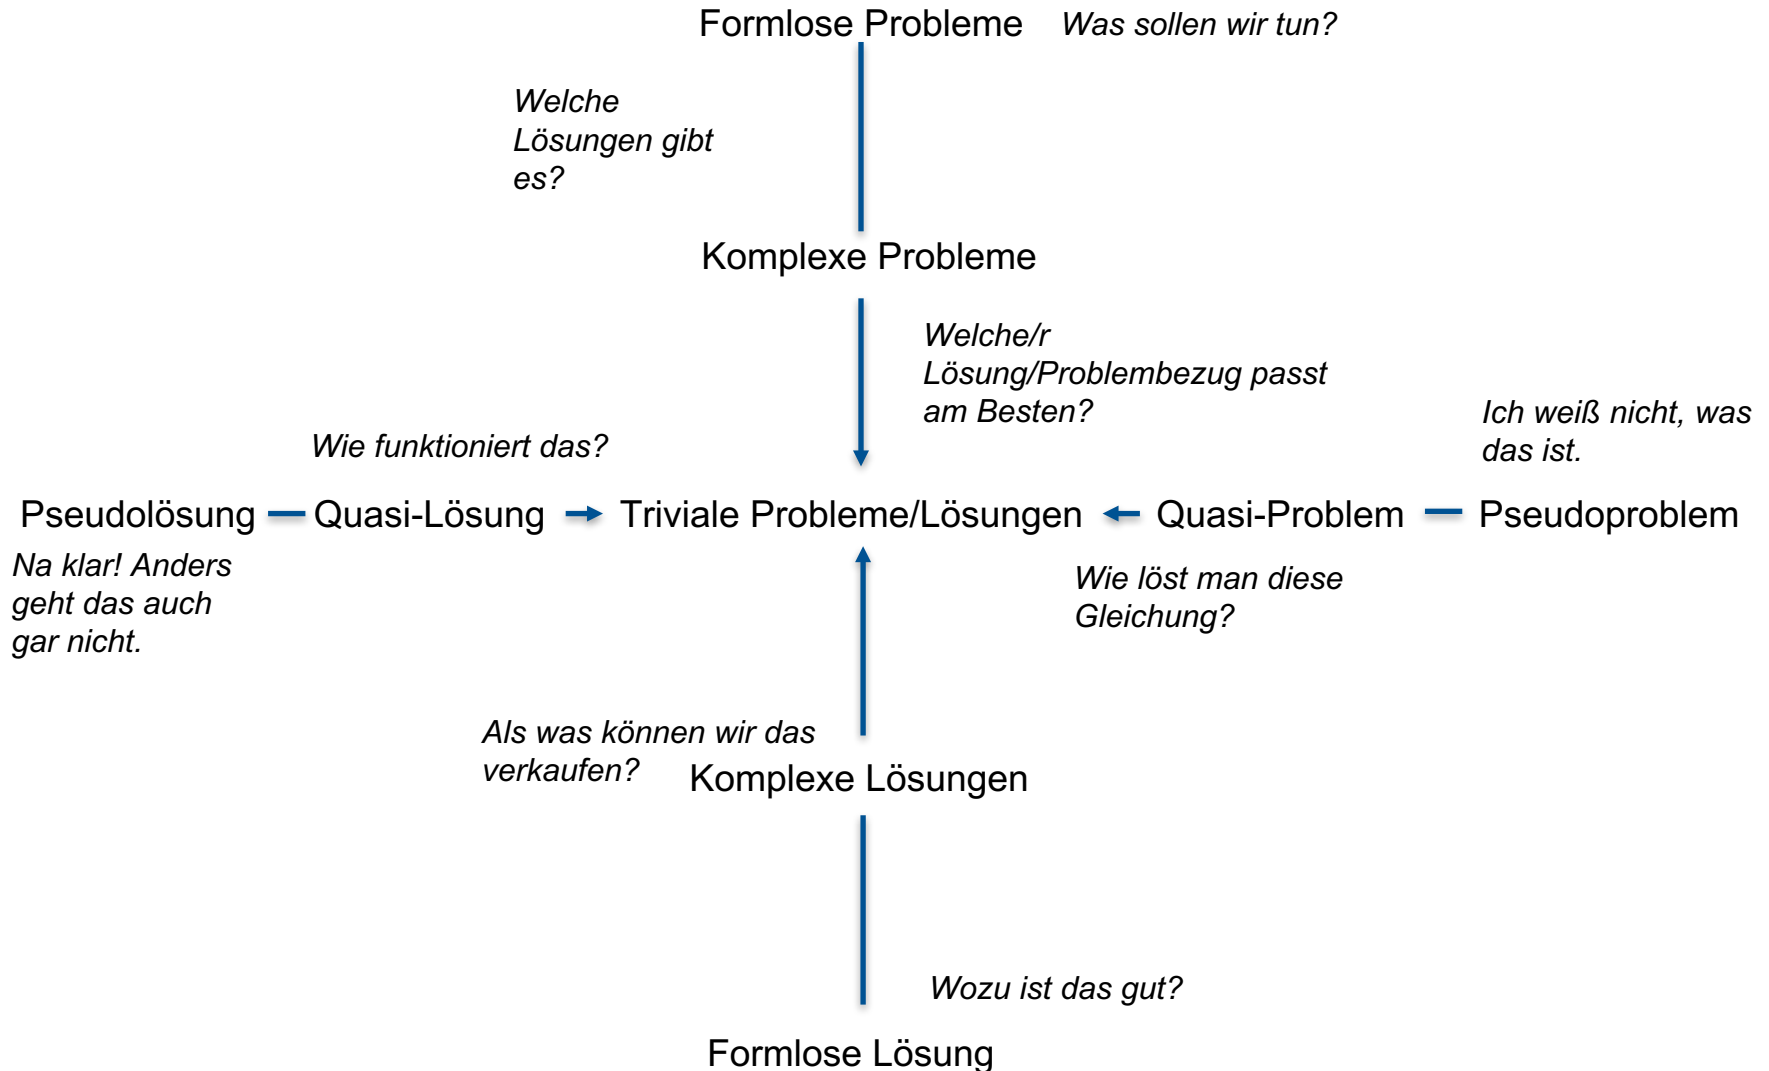 Formlose Probleme Was sollen wir tun?
Welche
Lösungen gibt
es?
Komplexe Probleme
Welche/r
Lösung/Problembezug passt
am Besten?
Ich weiß nicht, was
das ist.
Wie funktioniert das?
Pseudolösung Quasi-Lösung Triviale Probleme/Lösungen Quasi-Problem Pseudoproblem
Na klar! Anders
geht das auch
gar nicht.
Wie löst man diese
Gleichung?
Als was können wir das
verkaufen?
Komplexe Lösungen
Wozu ist das gut?
Formlose Lösung